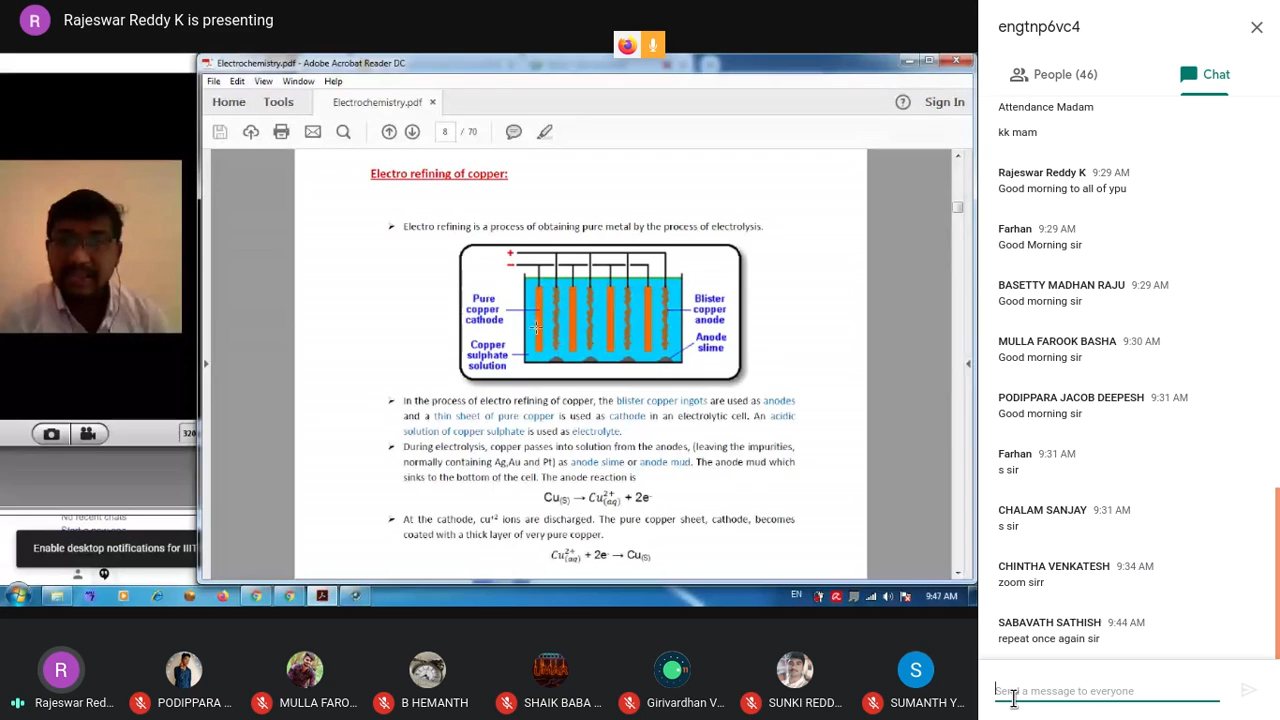 R
Rajeswar Reddy K is presenting
Electrochemistry.pdf - Adobe Acrobat Reader DC
File Edit View Window Help
Home Tools Electrochemistry.pdf × ? Sign In
8 / 70
Electro refining of copper:
➤ Electro refining is a process of obtaining pure metal by the process of electrolysis.
+
−
Pure
copper
cathode
Copper
sulphate
solution
Blister
copper
anode
Anode
slime
➤ In the process of electro refining of copper, the blister copper ingots are used as anodes
and a thin sheet of pure copper is used as cathode in an electrolytic cell. An acidic
solution of copper sulphate is used as electrolyte.
➤ During electrolysis, copper passes into solution from the anodes, (leaving the impurities,
normally containing Ag,Au and Pt) as anode slime or anode mud. The anode mud which
sinks to the bottom of the cell. The anode reaction is
Cu(S) → Cu²⁺(aq) + 2e⁻
➤ At the cathode, cu⁺² ions are discharged. The pure copper sheet, cathode, becomes
coated with a thick layer of very pure copper.
Cu²⁺(aq) + 2e⁻ → Cu(S)
320
No recent chats
Enable desktop notifications for IIIT
EN
9:47 AM
R
Rajeswar Red...
PODIPPARA ...
MULLA FARO...
B HEMANTH
SHAIK BABA ...
Girivardhan V...
SUNKI REDD...
S
SUMANTH Y...
engtnp6vc4
People (46)
Chat
Attendance Madam
kk mam
Rajeswar Reddy K 9:29 AM
Good morning to all of ypu
Farhan 9:29 AM
Good Morning sir
BASETTY MADHAN RAJU 9:29 AM
Good morning sir
MULLA FAROOK BASHA 9:30 AM
Good morning sir
PODIPPARA JACOB DEEPESH 9:31 AM
Good morning sir
Farhan 9:31 AM
s sir
CHALAM SANJAY 9:31 AM
s sir
CHINTHA VENKATESH 9:34 AM
zoom sirr
SABAVATH SATHISH 9:44 AM
repeat once again sir
Send a message to everyone